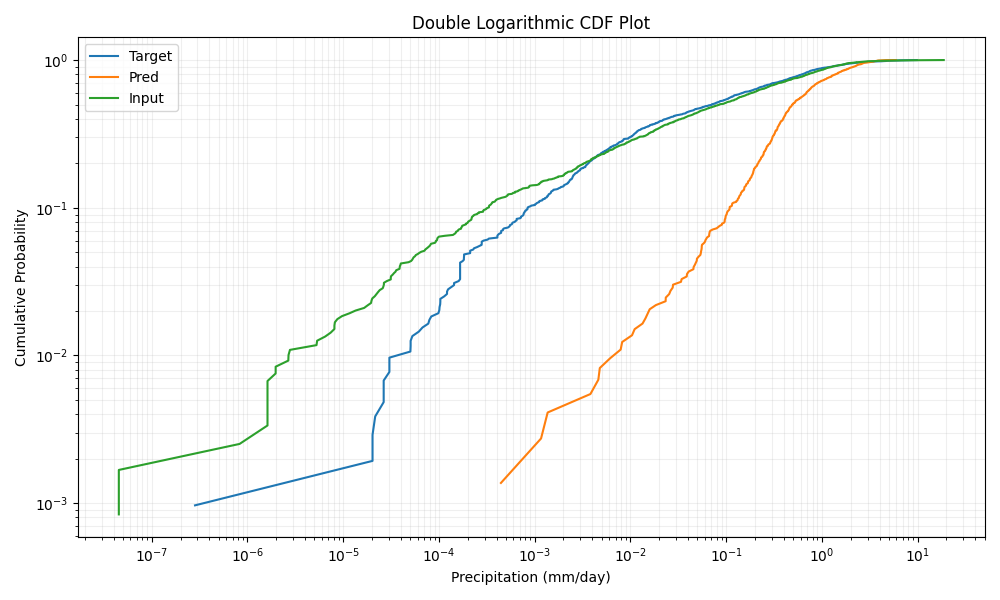 Double Logarithmic CDF Plot
Target
Pred
Input
Cumulative Probability
10⁰
10⁻¹
10⁻²
10⁻³
10⁻⁷
10⁻⁶
10⁻⁵
10⁻⁴
10⁻³
10⁻²
10⁻¹
10⁰
10¹
Precipitation (mm/day)